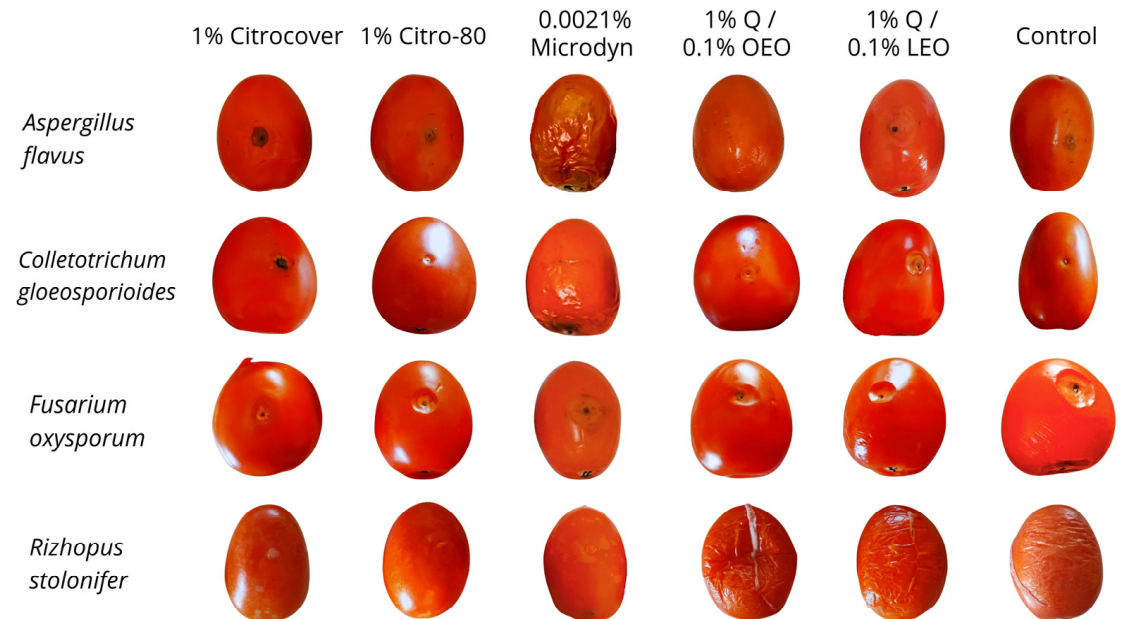 1% Citrocover 1% Citro-80 0.0021% Microdyn 1% Q / 0.1% OEO 1% Q / 0.1% LEO Control
Aspergillus
flavus
Colletotrichum
gloeosporioides
Fusarium
oxysporum
Rizhopus
stolonifer